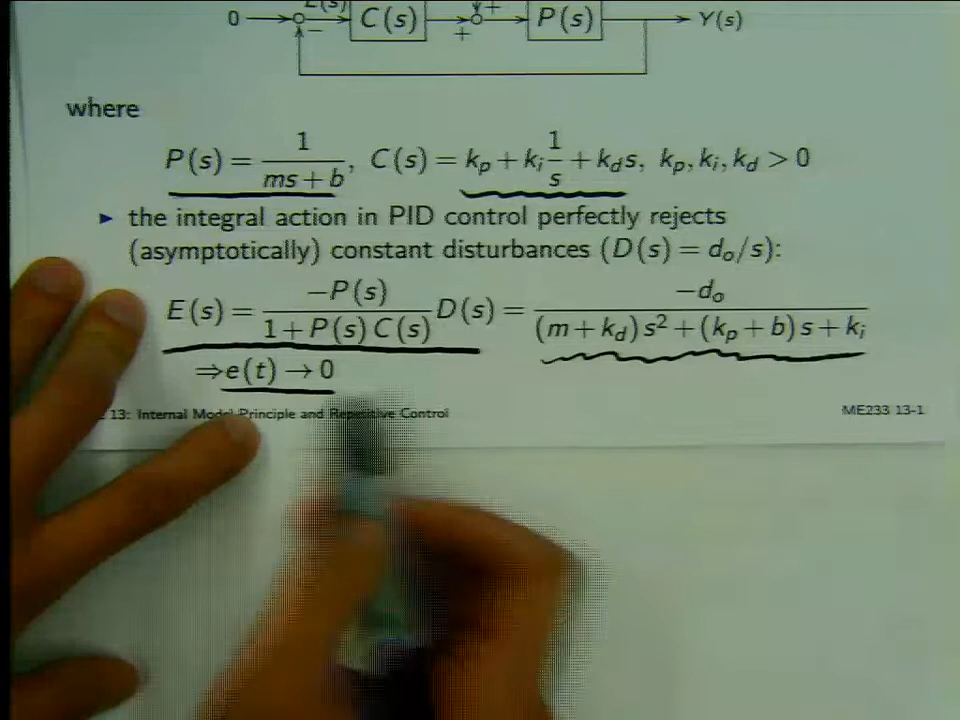 0 E(s) C(s) + + P(s) Y(s)
−
where
P(s) = 1/(ms+b), C(s) = k_p + k_i 1/s + k_d s, k_p, k_i, k_d > 0
▶ the integral action in PID control perfectly rejects
(asymptotically) constant disturbances (D(s) = d_o/s):
E(s) = −P(s)/(1+P(s)C(s)) D(s) = −d_o/((m+k_d)s² + (k_p+b)s + k_i)
⇒e(t) → 0
13: Internal Model Principle and Repetitive Control ME233 13-1